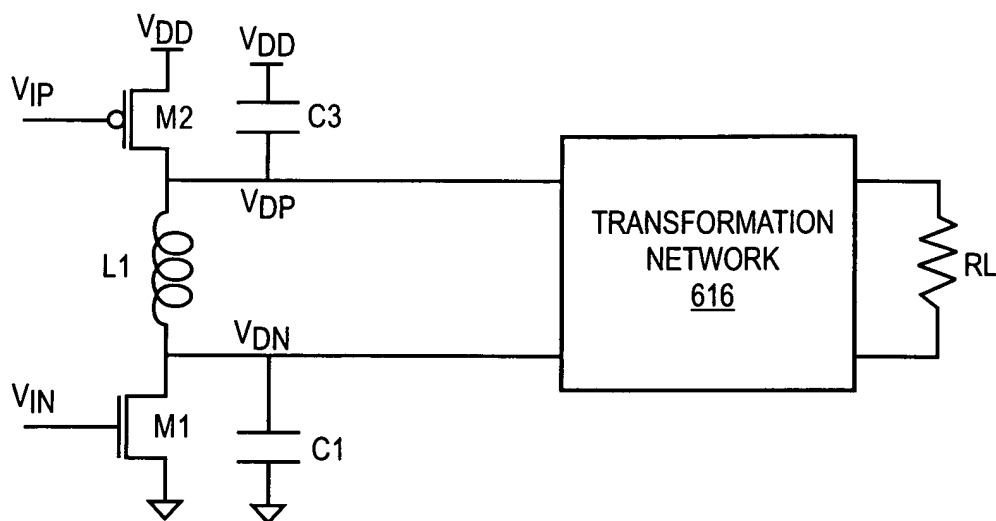 VDD
VDD
VIP
M2
C3
VDP
TRANSFORMATION
NETWORK
616
L1
RL
VDN
VIN
M1
C1